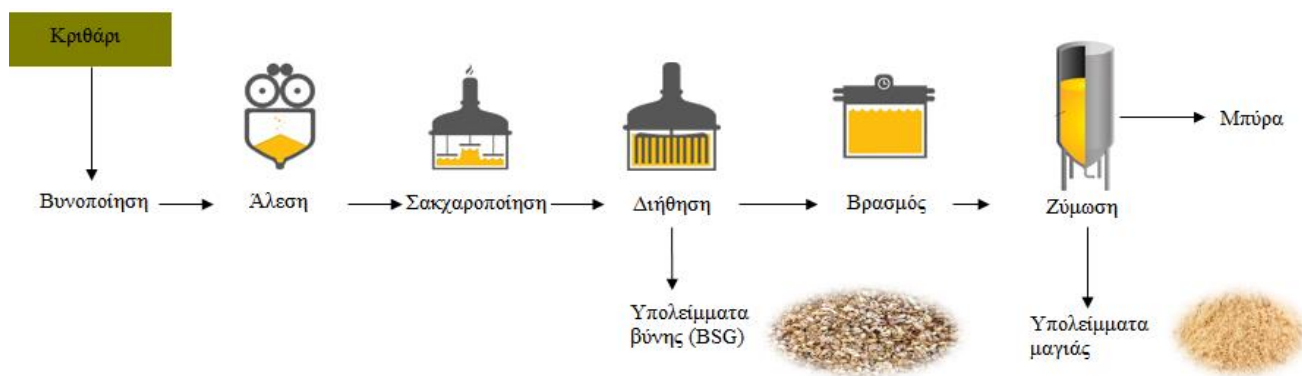 Κριθάρι
Μπύρα
Βυνοποίηση
Άλεση
Σακχαροποίηση
Διήθηση
Βρασμός
Ζύμωση
Υπολείμματα
βύνης (BSG)
Υπολείμματα
μαγιάς